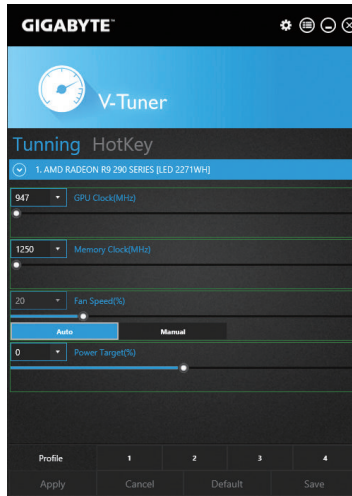 GIGABYTE™
V-Tuner
Tunning HotKey
1. AMD RADEON R9 290 SERIES [LED 2271WH]
947 GPU Clock(MHz)
1250 Memory Clock(MHz)
20 Fan Speed(%)
Auto Manual
0 Power Target(%)
Profile 1 2 3 4
Apply Cancel Default Save